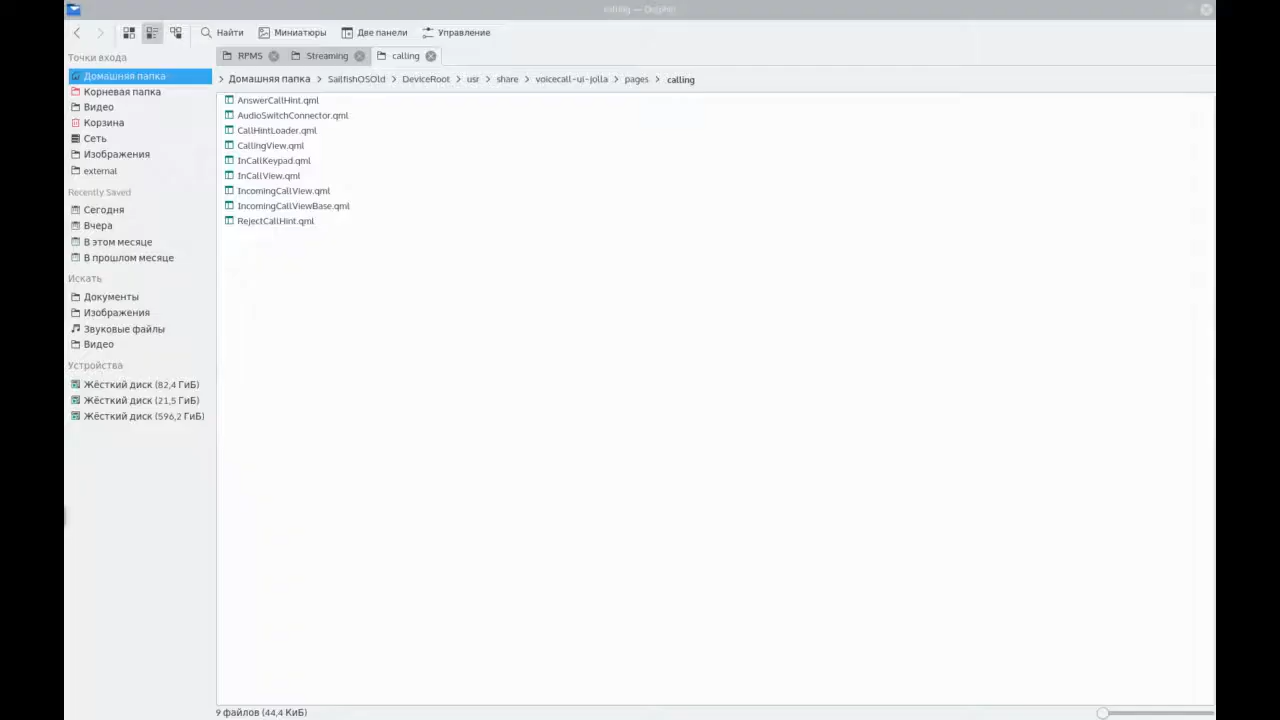 calling — Dolphin
Найти Миниатюры Две панели Управление
RPMS Streaming calling
Домашняя папка SailfishOSOld DeviceRoot usr share voicecall-ui-jolla pages calling
Точки входа
Домашняя папка
Корневая папка
Видео
Корзина
Сеть
Изображения
external
Recently Saved
Сегодня
Вчера
В этом месяце
В прошлом месяце
Искать
Документы
Изображения
Звуковые файлы
Видео
Устройства
Жёсткий диск (82,4 ГиБ)
Жёсткий диск (21,5 ГиБ)
Жёсткий диск (596,2 ГиБ)
AnswerCallHint.qml
AudioSwitchConnector.qml
CallHintLoader.qml
CallingView.qml
InCallKeypad.qml
InCallView.qml
IncomingCallView.qml
IncomingCallViewBase.qml
RejectCallHint.qml
9 файлов (44,4 КиБ)